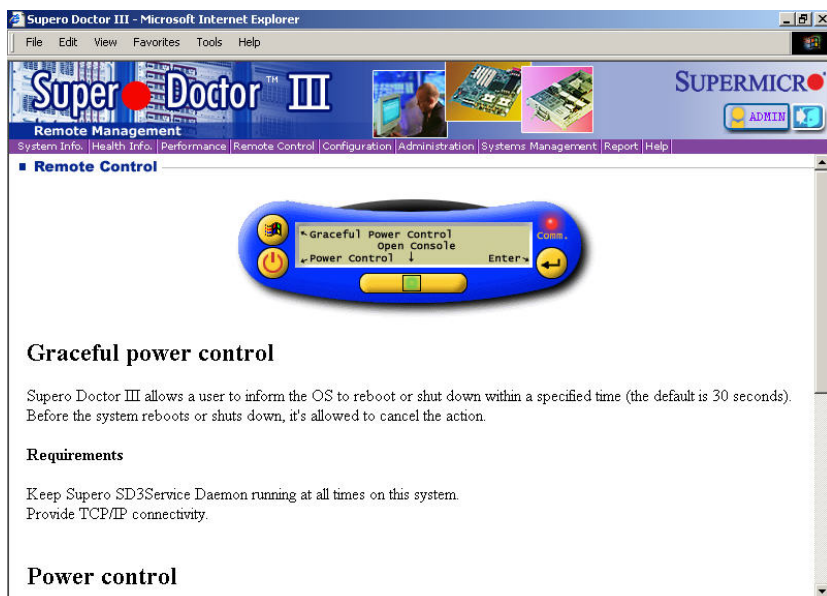 Supero Doctor III - Microsoft Internet Explorer
File Edit View Favorites Tools Help
Super Doctor™ III
SUPERMICR
Remote Management
ADMIN
System Info. Health Info. Performance Remote Control Configuration Administration Systems Management Report Help
Remote Control
Graceful Power Control
Open Console
Power Control
Enter
Comm.
Graceful power control
Supero Doctor III allows a user to inform the OS to reboot or shut down within a specified time (the default is 30 seconds).
Before the system reboots or shuts down, it's allowed to cancel the action.
Requirements
Keep Supero SD3Service Daemon running at all times on this system.
Provide TCP/IP connectivity.
Power control